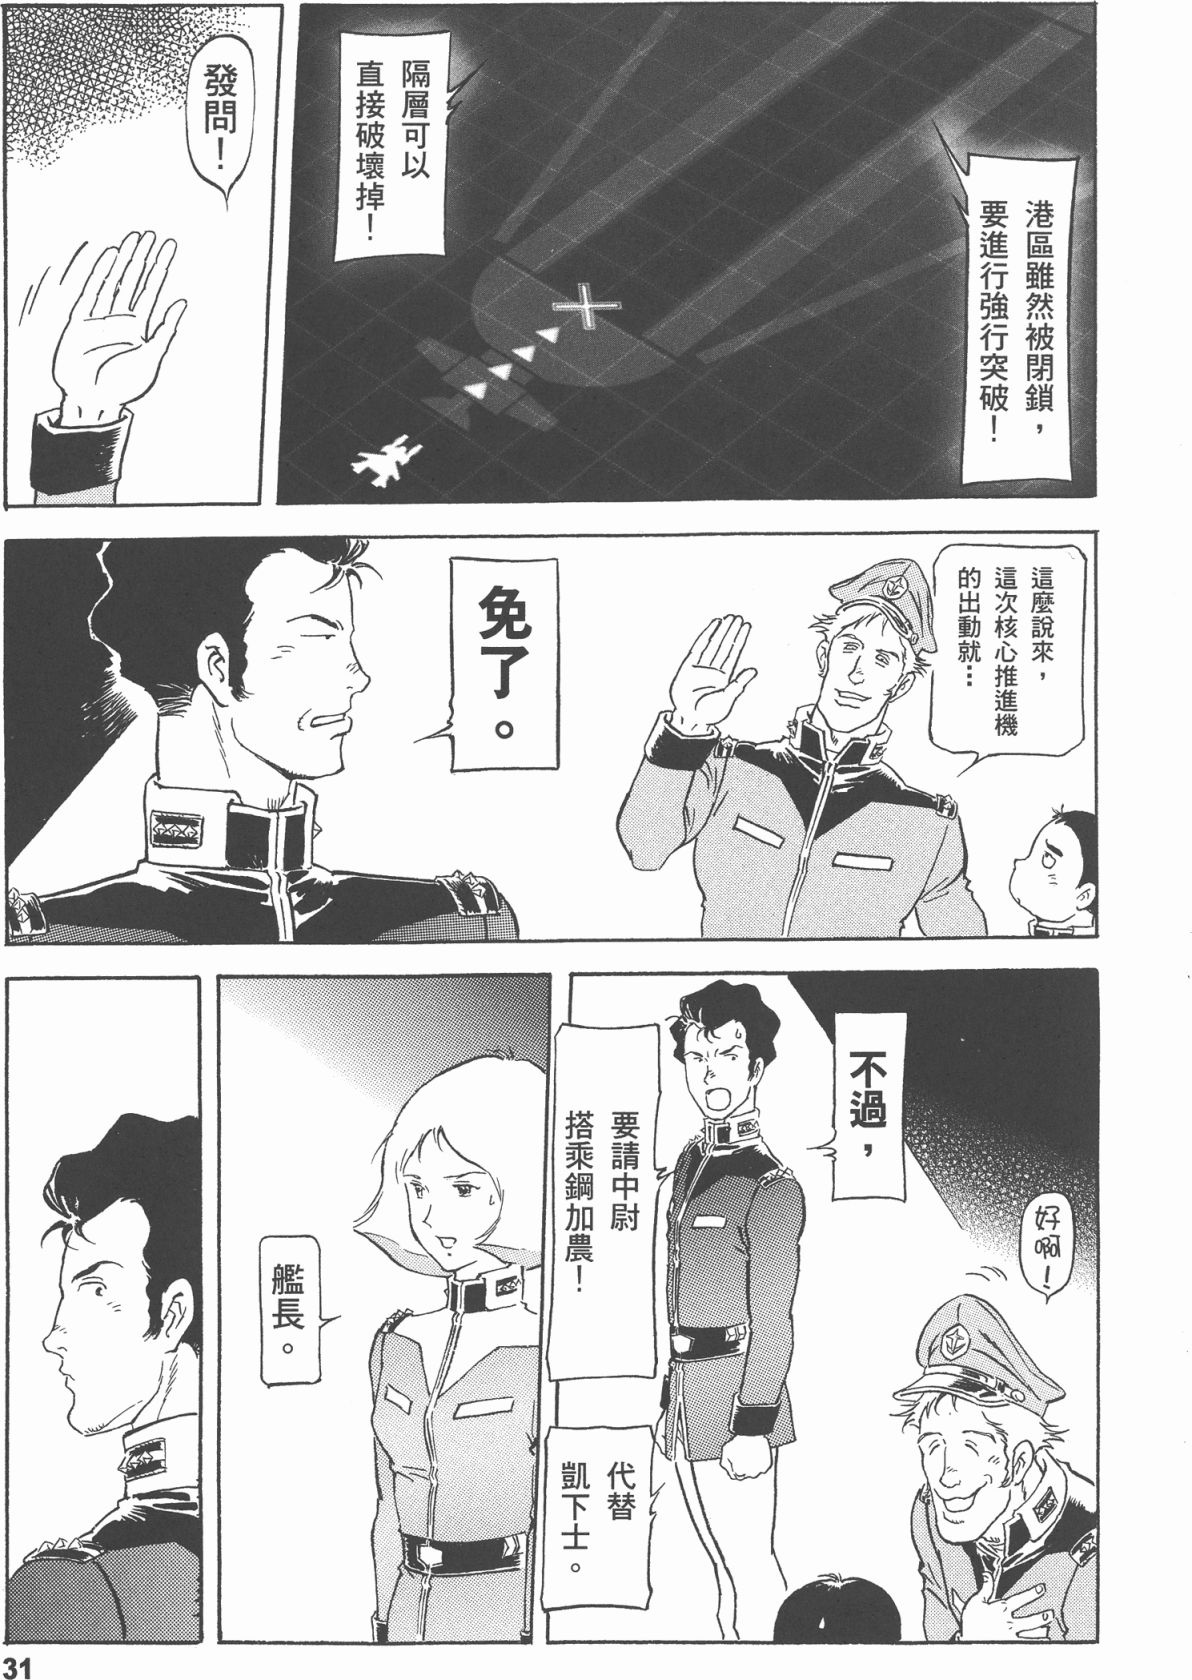 港區雖然被閉鎖，
要進行強行突破！
隔層可以
直接破壞掉！
發問！
這麼說來，
這次核心推進機
的出動就…
免了。
好啊！
不過，
要請中尉
搭乘鋼加農！
代替
凱下士。
艦長。
31